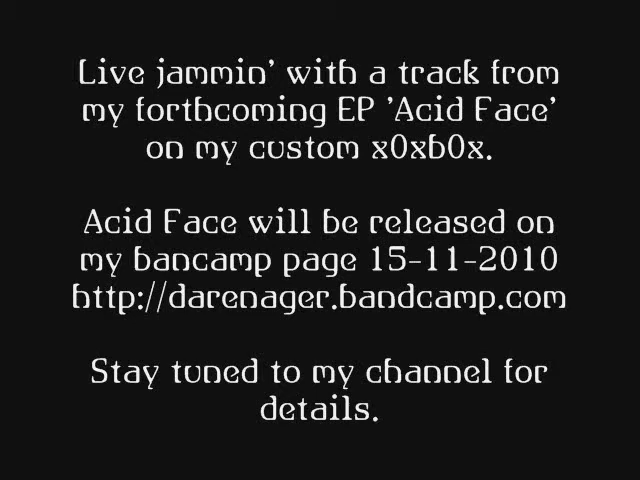 Live jammin' with a track from
my forthcoming EP 'Acid Face'
on my custom x0xb0x.
Acid Face will be released on
my bancamp page 15-11-2010
http://darenager.bandcamp.com
Stay tuned to my channel for
details.